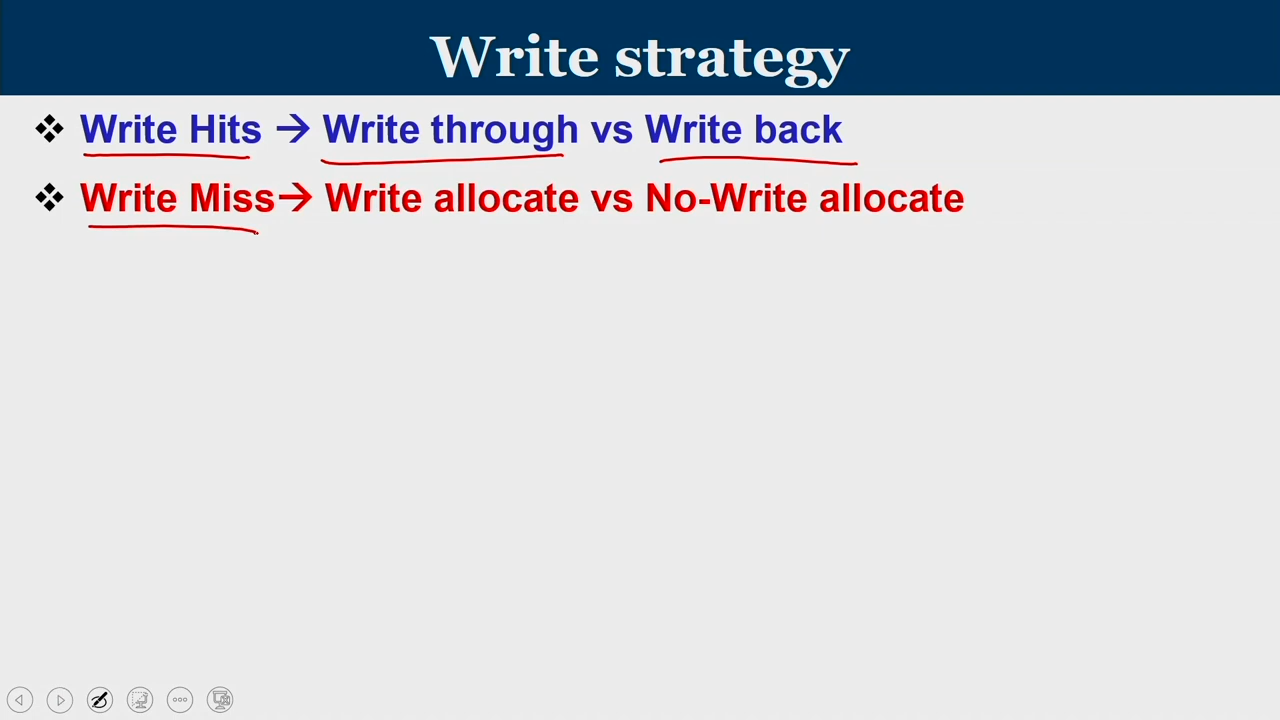 Write strategy
❖ Write Hits → Write through vs Write back
❖ Write Miss→ Write allocate vs No-Write allocate